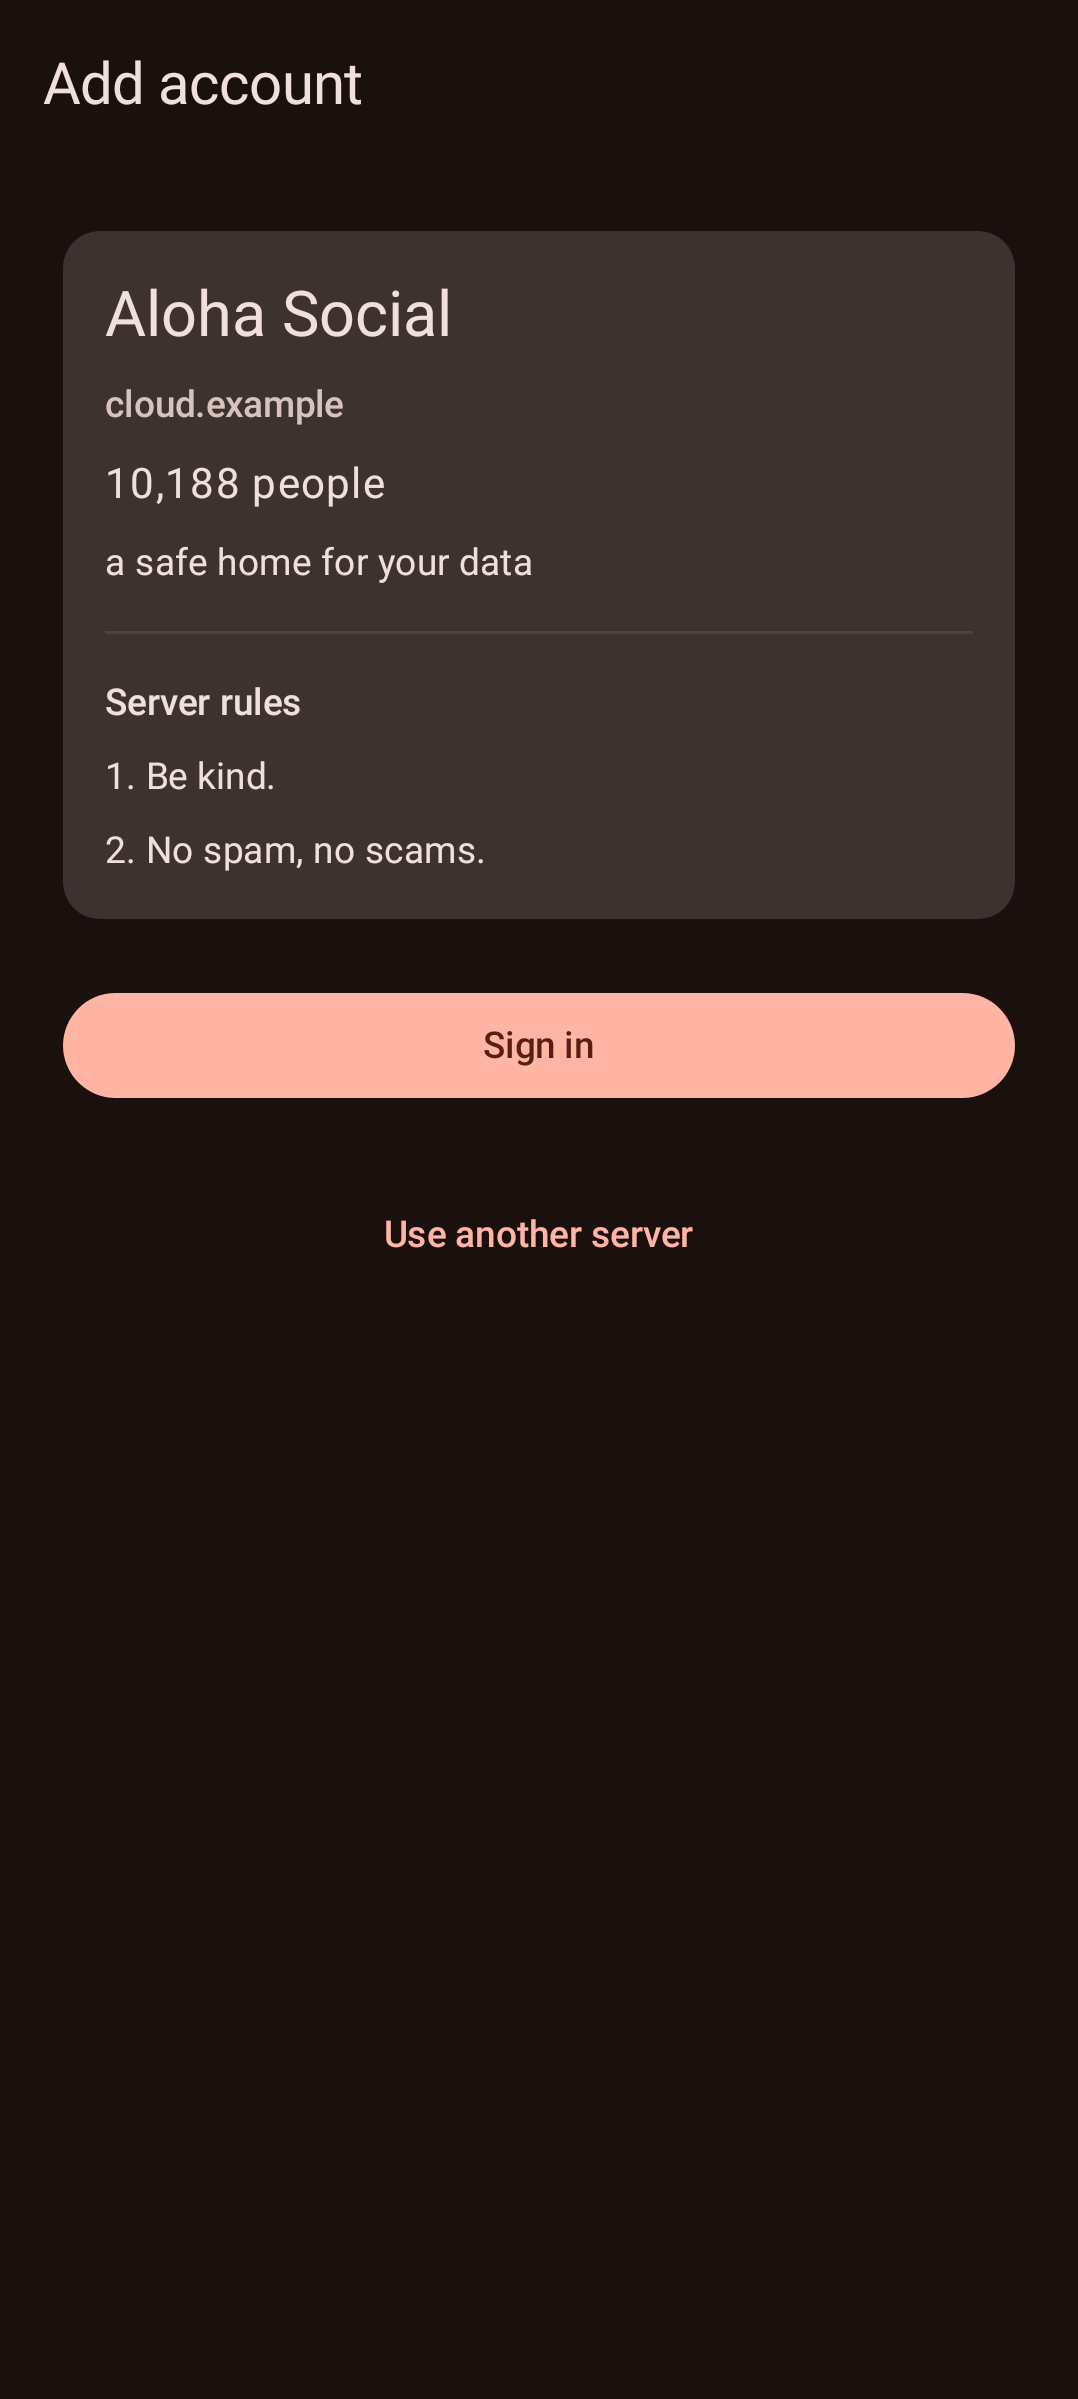 Add account
Aloha Social
cloud.example
10,188 people
a safe home for your data
Server rules
1. Be kind.
2. No spam, no scams.
Sign in
Use another server